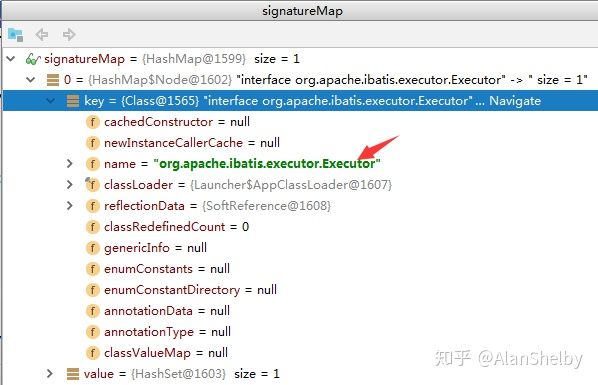 signatureMap
signatureMap = {HashMap@1599} size = 1
0 = {HashMap$Node@1602} "interface org.apache.ibatis.executor.Executor" -> " size = 1"
key = {Class@1565} "interface org.apache.ibatis.executor.Executor"... Navigate
cachedConstructor = null
newInstanceCallerCache = null
name = "org.apache.ibatis.executor.Executor"
classLoader = {Launcher$AppClassLoader@1607}
reflectionData = {SoftReference@1608}
classRedefinedCount = 0
genericInfo = null
enumConstants = null
enumConstantDirectory = null
annotationData = null
annotationType = null
classValueMap = null
value = {HashSet@1603} size = 1
知乎 @AlanShelby